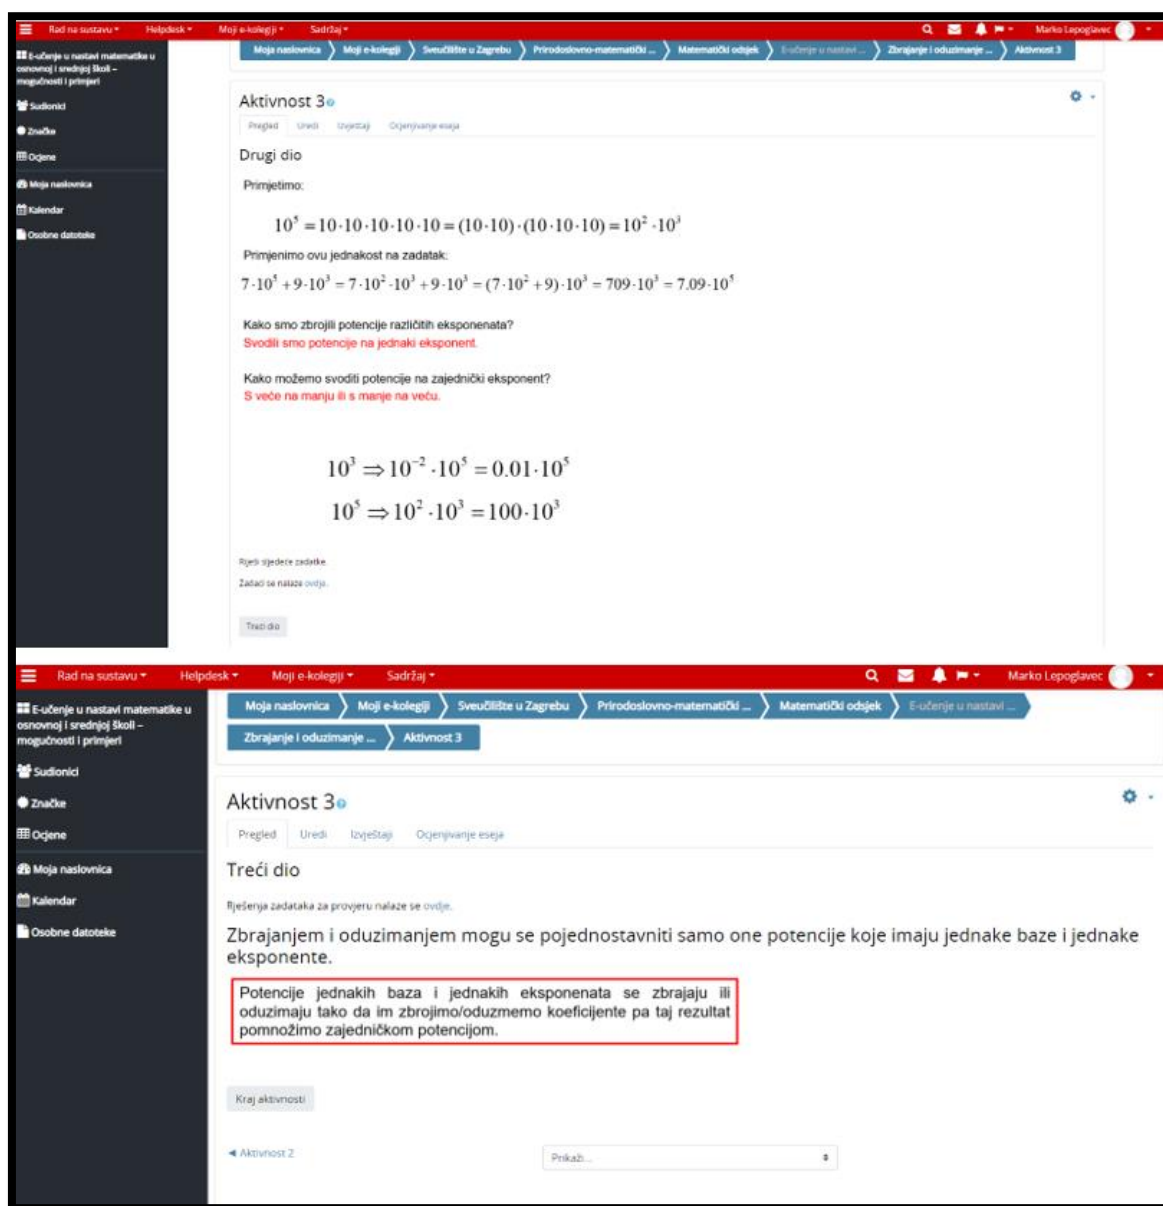 Rad na sustavu Helpdesk Moji e-kolegiji Sadržaj Marko Lepoglavec
E-učenje u nastavi matematike u
osnovnoj i srednjoj školi –
mogućnosti i primjeri
Sudionici
Značke
Ocjene
Moja naslovnica
Kalendar
Osobne datoteke
Moja naslovnica Moji e-kolegiji Sveučilište u Zagrebu Prirodoslovno-matematički ... Matematički odsjek E-učenje u nastavi ... Zbrajanje i oduzimanje ... Aktivnost 3
Aktivnost 3
Pregled Uredi Izvještaji Ocjenjivanje eseja
Drugi dio
Primjetimo:
10⁵ = 10·10·10·10·10 = (10·10)·(10·10·10) = 10² ·10³
Primjenimo ovu jednakost na zadatak:
7·10⁵ + 9·10³ = 7·10² ·10³ + 9·10³ = (7·10² + 9)·10³ = 709·10³ = 7.09·10⁵
Kako smo zbrojili potencije različitih eksponenata?
Svodili smo potencije na jednaki eksponent.
Kako možemo svoditi potencije na zajednički eksponent?
S veće na manju ili s manje na veću.
10³ ⇒ 10⁻² ·10⁵ = 0.01·10⁵
10⁵ ⇒ 10² ·10³ = 100·10³
Riješi sljedeće zadatke.
Zadaci se nalaze ovdje.
Treći dio
Rad na sustavu Helpdesk Moji e-kolegiji Sadržaj Marko Lepoglavec
E-učenje u nastavi matematike u
osnovnoj i srednjoj školi –
mogućnosti i primjeri
Sudionici
Značke
Ocjene
Moja naslovnica
Kalendar
Osobne datoteke
Moja naslovnica Moji e-kolegiji Sveučilište u Zagrebu Prirodoslovno-matematički ... Matematički odsjek E-učenje u nastavi ...
Zbrajanje i oduzimanje ... Aktivnost 3
Aktivnost 3
Pregled Uredi Izvještaji Ocjenjivanje eseja
Treći dio
Rješenja zadataka za provjeru nalaze se ovdje.
Zbrajanjem i oduzimanjem mogu se pojednostavniti samo one potencije koje imaju jednake baze i jednake
eksponente.
Potencije jednakih baza i jednakih eksponenata se zbrajaju ili
oduzimaju tako da im zbrojimo/oduzmemo koeficijente pa taj rezultat
pomnožimo zajedničkom potencijom.
Kraj aktivnosti
◄ Aktivnost 2 Prikaži...